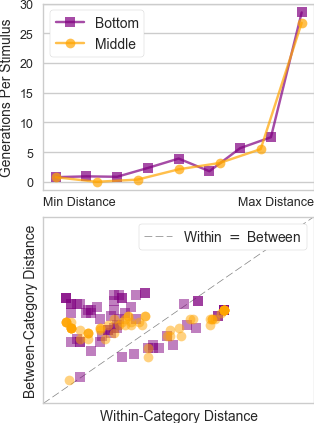 Generations Per Stimulus
30
25
20
15
10
5
0
Bottom
Middle
Min Distance Max Distance
Between-Category Distance
Within = Between
Within-Category Distance